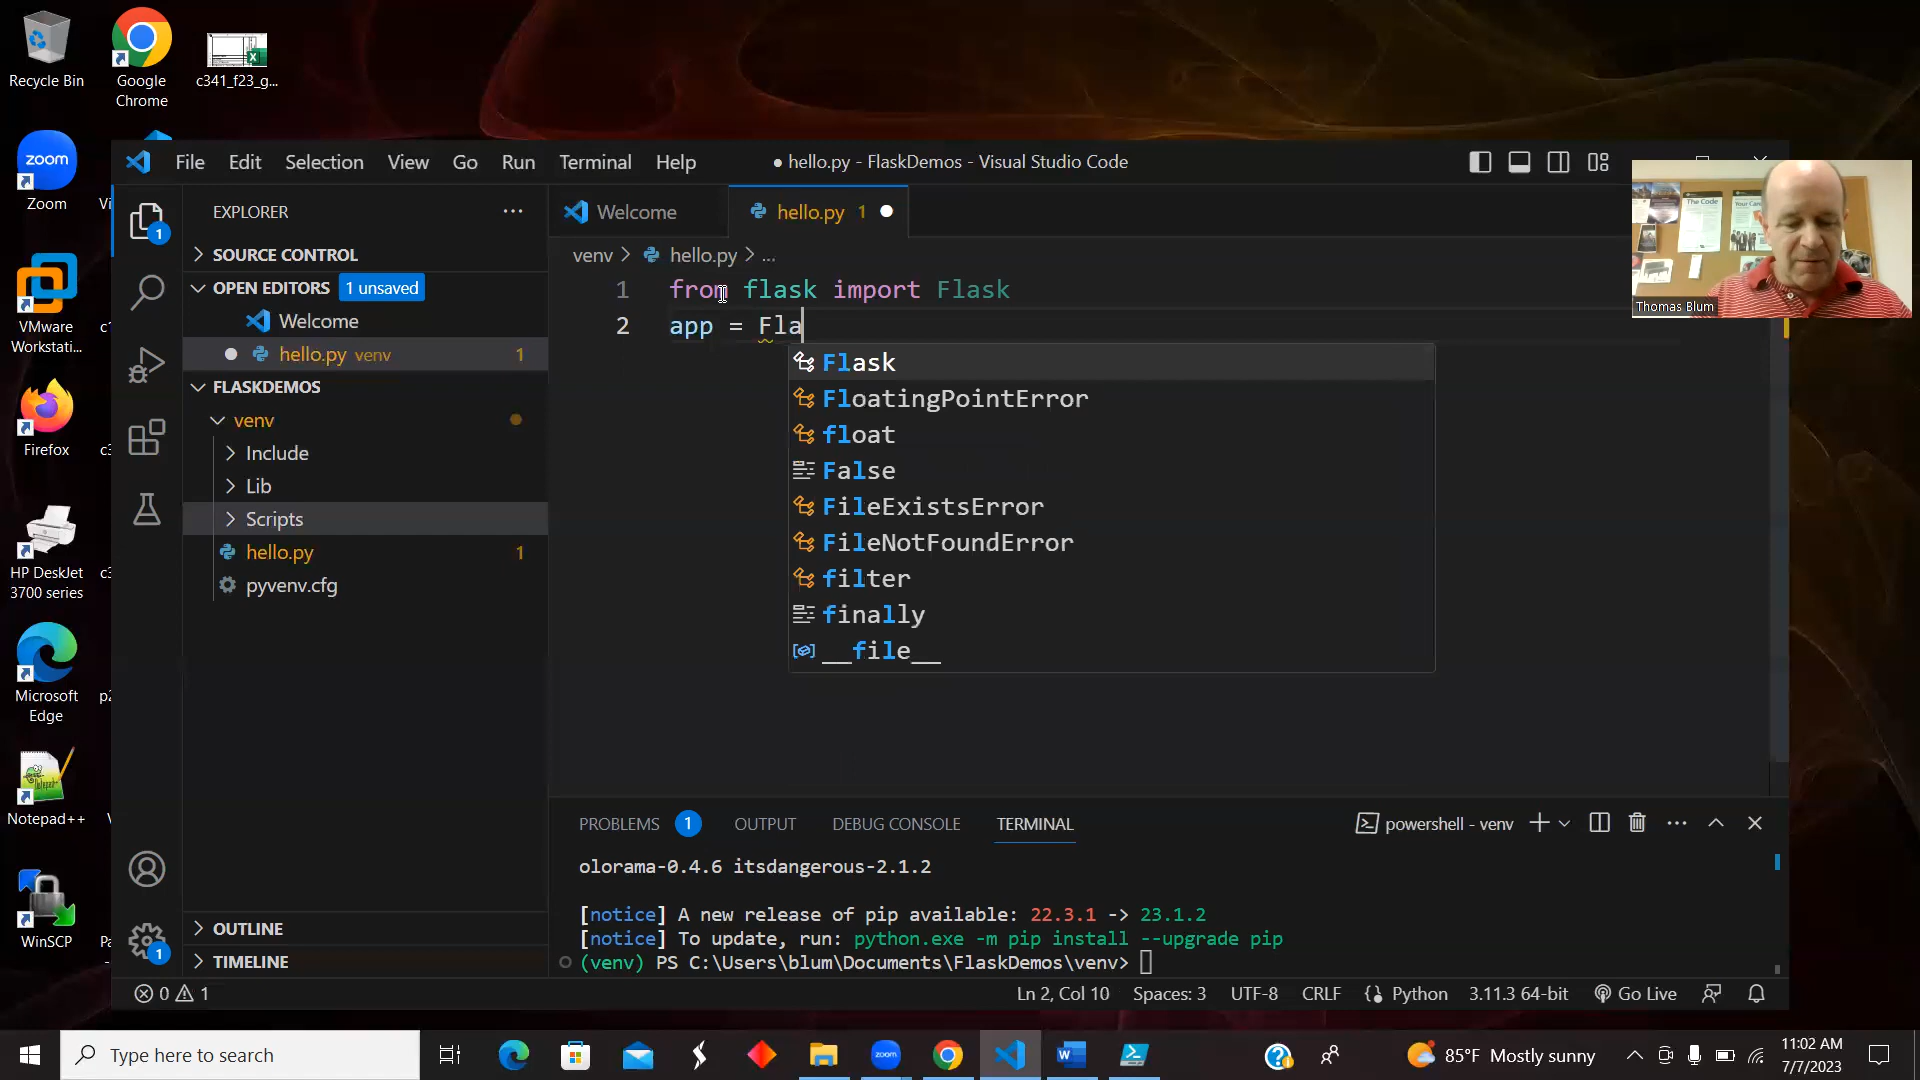 Recycle Bin
Google Chrome
c341_f23_g...
Zoom
VMware Workstati...
Firefox
HP DeskJet 3700 series
Microsoft Edge
Notepad++
WinSCP
File Edit Selection View Go Run Terminal Help
● hello.py - FlaskDemos - Visual Studio Code
EXPLORER
SOURCE CONTROL
OPEN EDITORS 1 unsaved
Welcome
hello.py venv 1
FLASKDEMOS
venv
Include
Lib
Scripts
hello.py 1
pyvenv.cfg
OUTLINE
TIMELINE
Welcome
hello.py 1
venv > hello.py > ...
1 from flask import Flask
2 app = Fla
Flask
FloatingPointError
float
False
FileExistsError
FileNotFoundError
filter
finally
__file__
The Code
Thomas Blum
PROBLEMS 1 OUTPUT DEBUG CONSOLE TERMINAL
powershell - venv
olorama-0.4.6 itsdangerous-2.1.2
[notice] A new release of pip available: 22.3.1 -> 23.1.2
[notice] To update, run: python.exe -m pip install --upgrade pip
(venv) PS C:\Users\blum\Documents\FlaskDemos\venv>
0 1
Ln 2, Col 10 Spaces: 3 UTF-8 CRLF Python 3.11.3 64-bit Go Live
Type here to search
zoom
85°F Mostly sunny
11:02 AM
7/7/2023